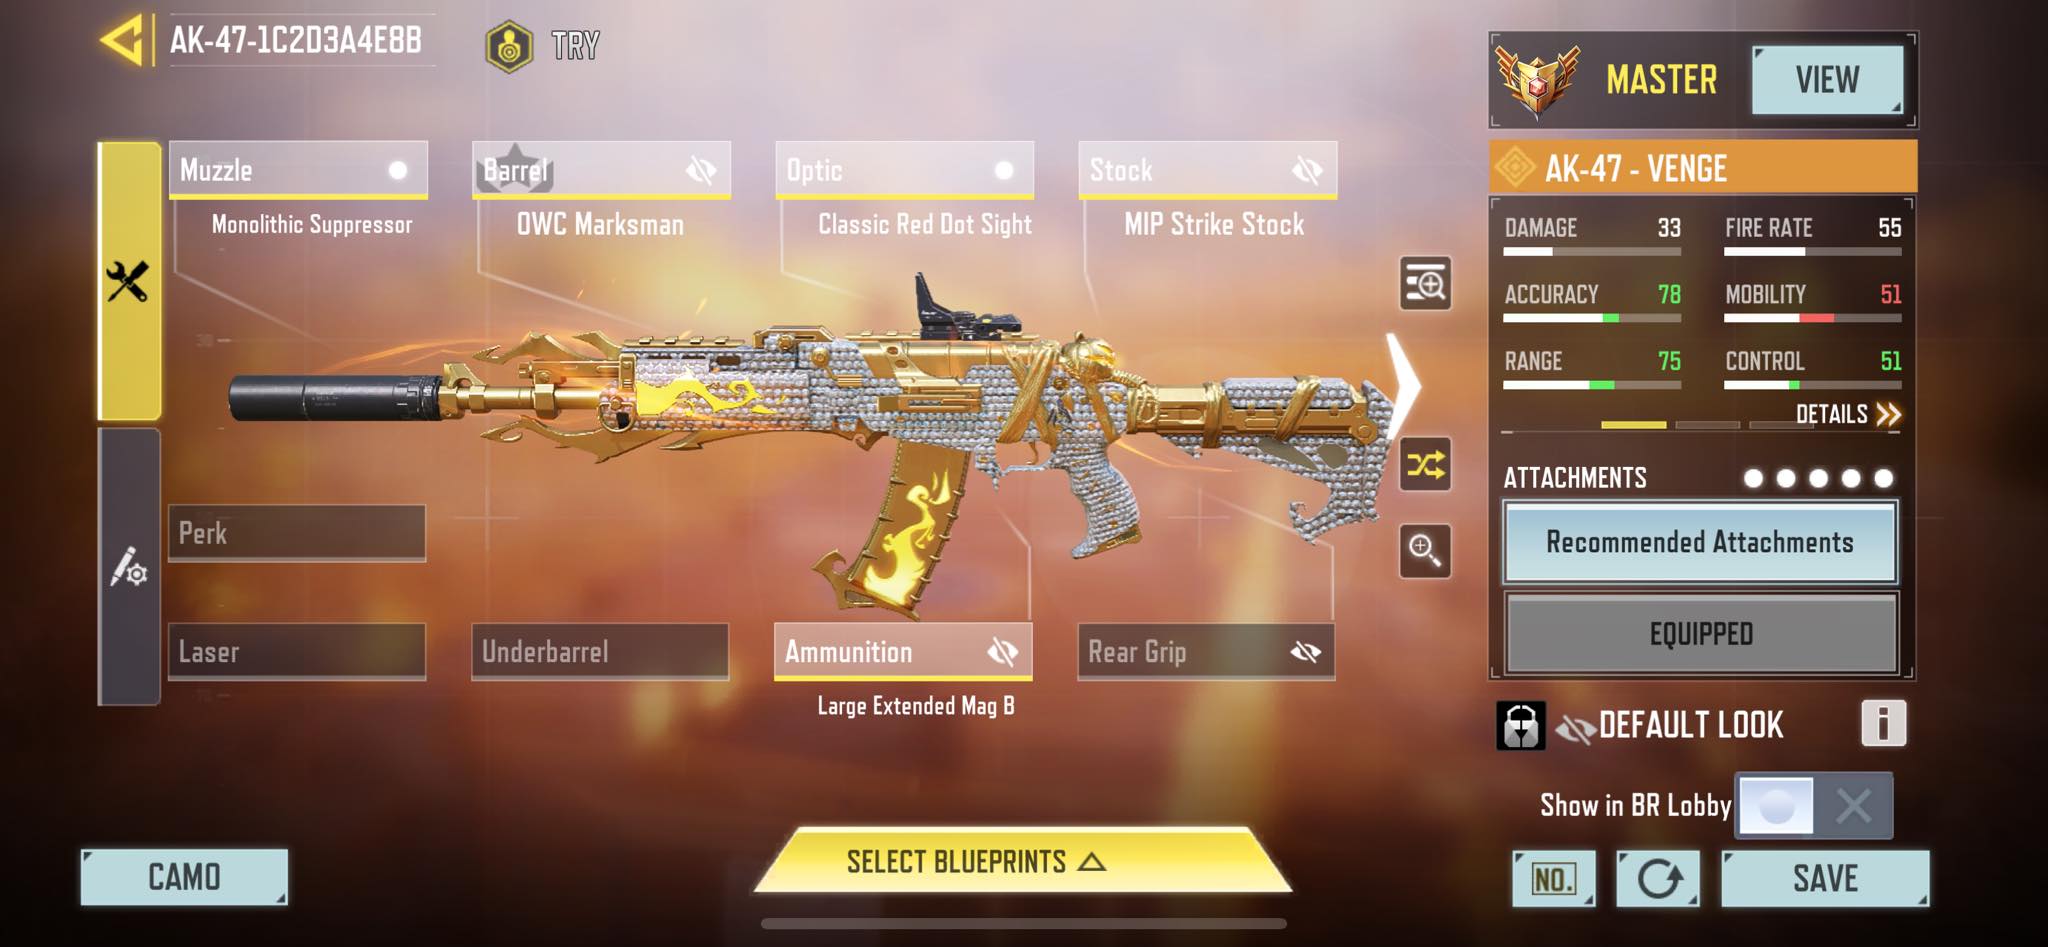 AK-47-1C2D3A4E8B
TRY
MASTER
VIEW
Muzzle
Monolithic Suppressor
Barrel
OWC Marksman
Optic
Classic Red Dot Sight
Stock
MIP Strike Stock
AK-47 - VENGE
DAMAGE 33
FIRE RATE 55
ACCURACY 78
MOBILITY 51
RANGE 75
CONTROL 51
DETAILS
ATTACHMENTS
Recommended Attachments
EQUIPPED
Perk
Laser
Underbarrel
Ammunition
Large Extended Mag B
Rear Grip
DEFAULT LOOK
i
Show in BR Lobby
CAMO
SELECT BLUEPRINTS
NO.
SAVE